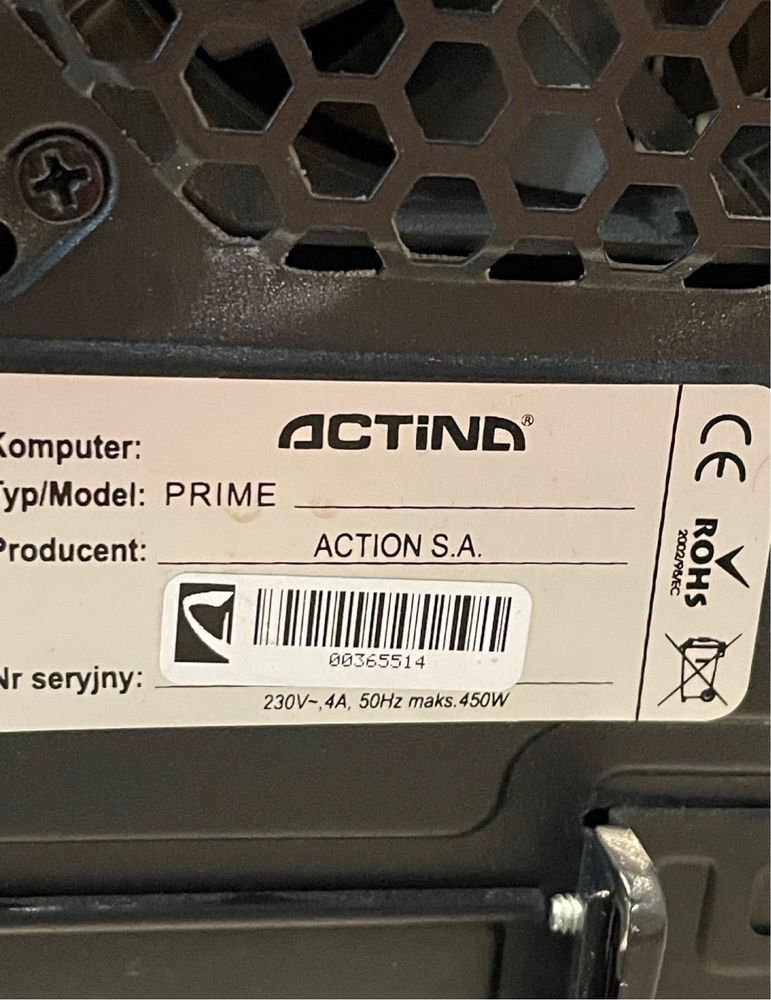 Komputer: ACTiNA®
Typ/Model: PRIME
Producent: ACTION S.A.
00365514
Nr seryjny:
230V~,4A, 50Hz maks.450W
CE
ROHS
2002/95/EC